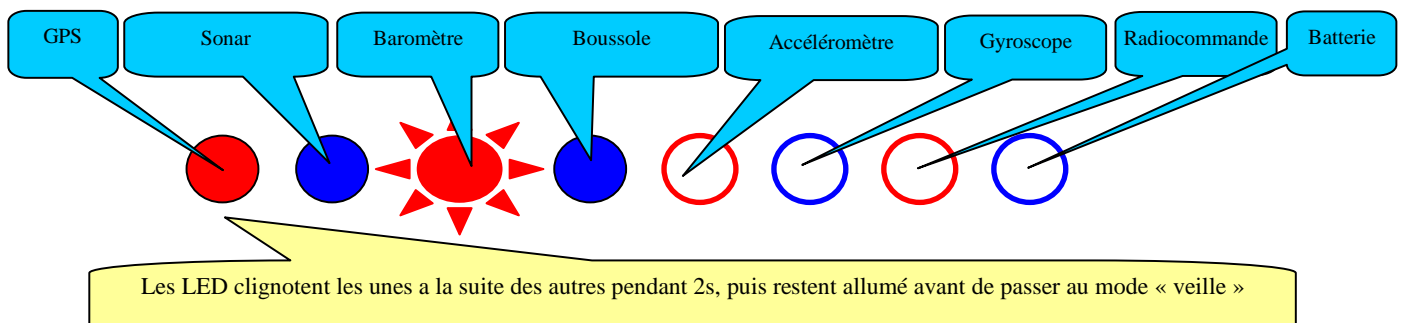 GPS
Sonar
Baromètre
Boussole
Accéléromètre
Gyroscope
Radiocommande
Batterie
Les LED clignotent les unes a la suite des autres pendant 2s, puis restent allumé avant de passer au mode « veille »